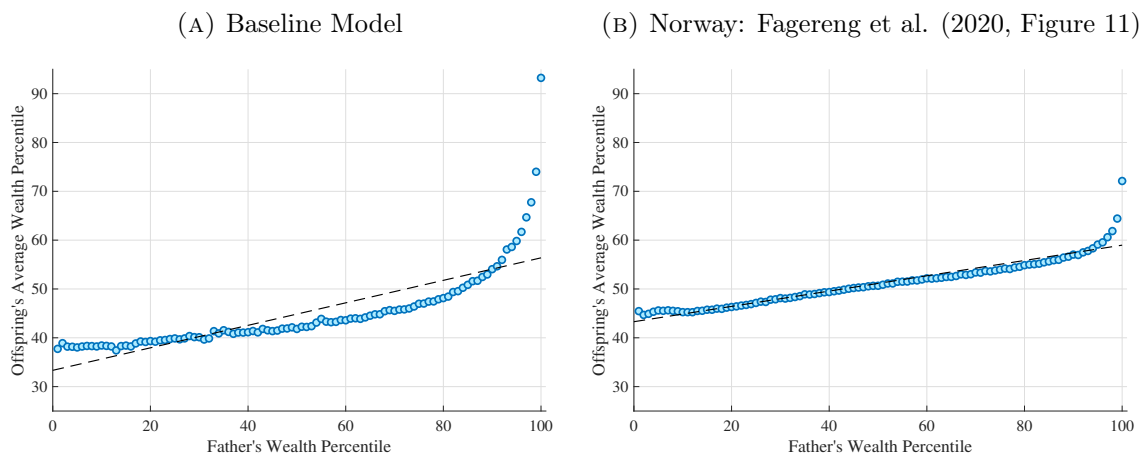 (A) Baseline Model
(B) Norway: Fagereng et al. (2020, Figure 11)
Offspring's Average Wealth Percentile
90
80
70
60
50
40
30
0 20 40 60 80 100
Father's Wealth Percentile
Offspring's Average Wealth Percentile
90
80
70
60
50
40
30
0 20 40 60 80 100
Father's Wealth Percentile